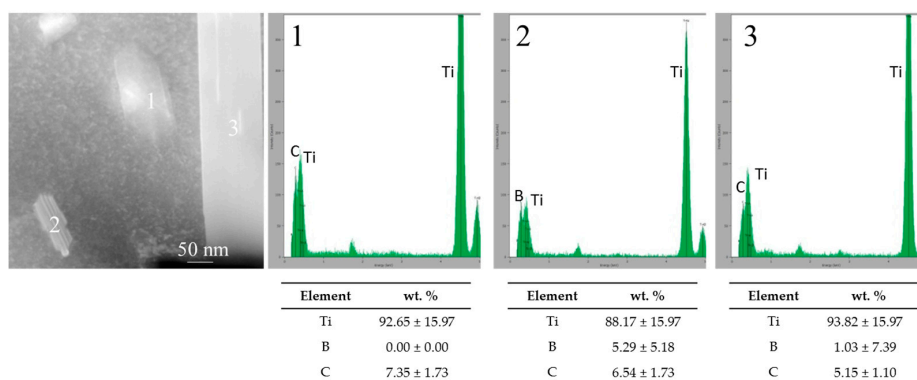 1
2
3
50 nm
1
C
Ti
Ti
2
B
Ti
Ti
3
C
Ti
Ti
Element wt. %
Ti 92.65 ± 15.97
B 0.00 ± 0.00
C 7.35 ± 1.73
Element wt. %
Ti 88.17 ± 15.97
B 5.29 ± 5.18
C 6.54 ± 1.73
Element wt. %
Ti 93.82 ± 15.97
B 1.03 ± 7.39
C 5.15 ± 1.10